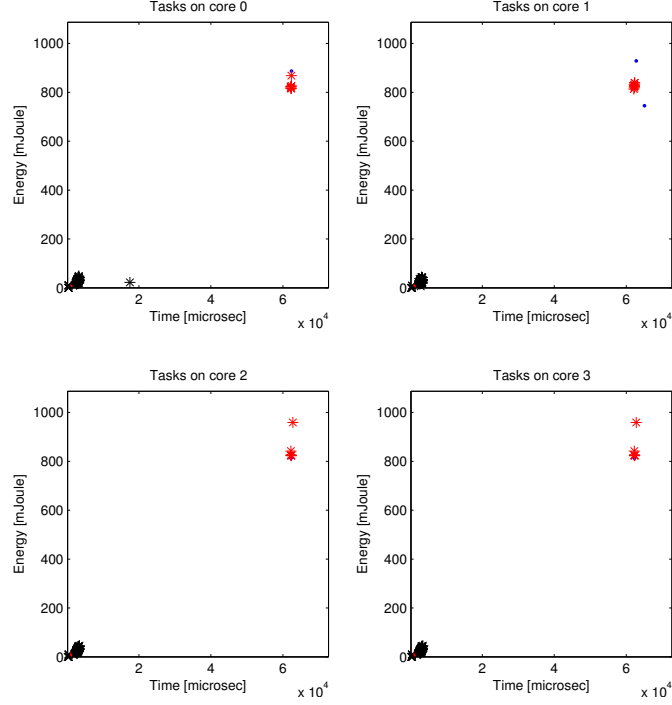 Tasks on core 0
Energy [mJoule]
1000
800
600
400
200
0
2
4
6
x 10^4
Time [microsec]
Tasks on core 1
Energy [mJoule]
1000
800
600
400
200
0
2
4
6
x 10^4
Time [microsec]
Tasks on core 2
Energy [mJoule]
1000
800
600
400
200
0
2
4
6
x 10^4
Time [microsec]
Tasks on core 3
Energy [mJoule]
1000
800
600
400
200
0
2
4
6
x 10^4
Time [microsec]